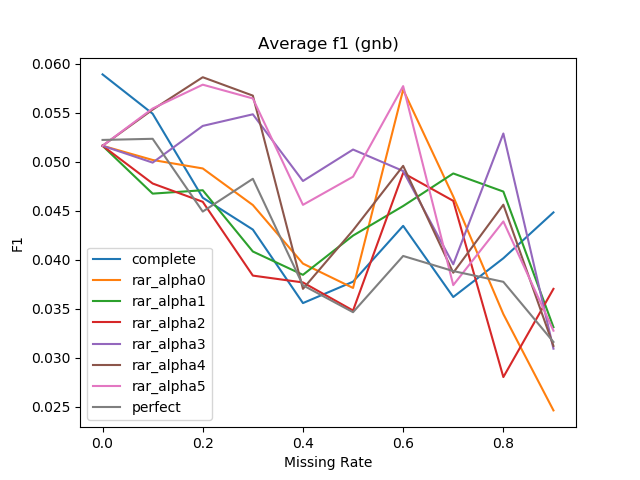 Average f1 (gnb)
0.060
0.055
0.050
0.045
0.040
0.035
0.030
0.025
F1
complete
rar_alpha0
rar_alpha1
rar_alpha2
rar_alpha3
rar_alpha4
rar_alpha5
perfect
0.0 0.2 0.4 0.6 0.8
Missing Rate